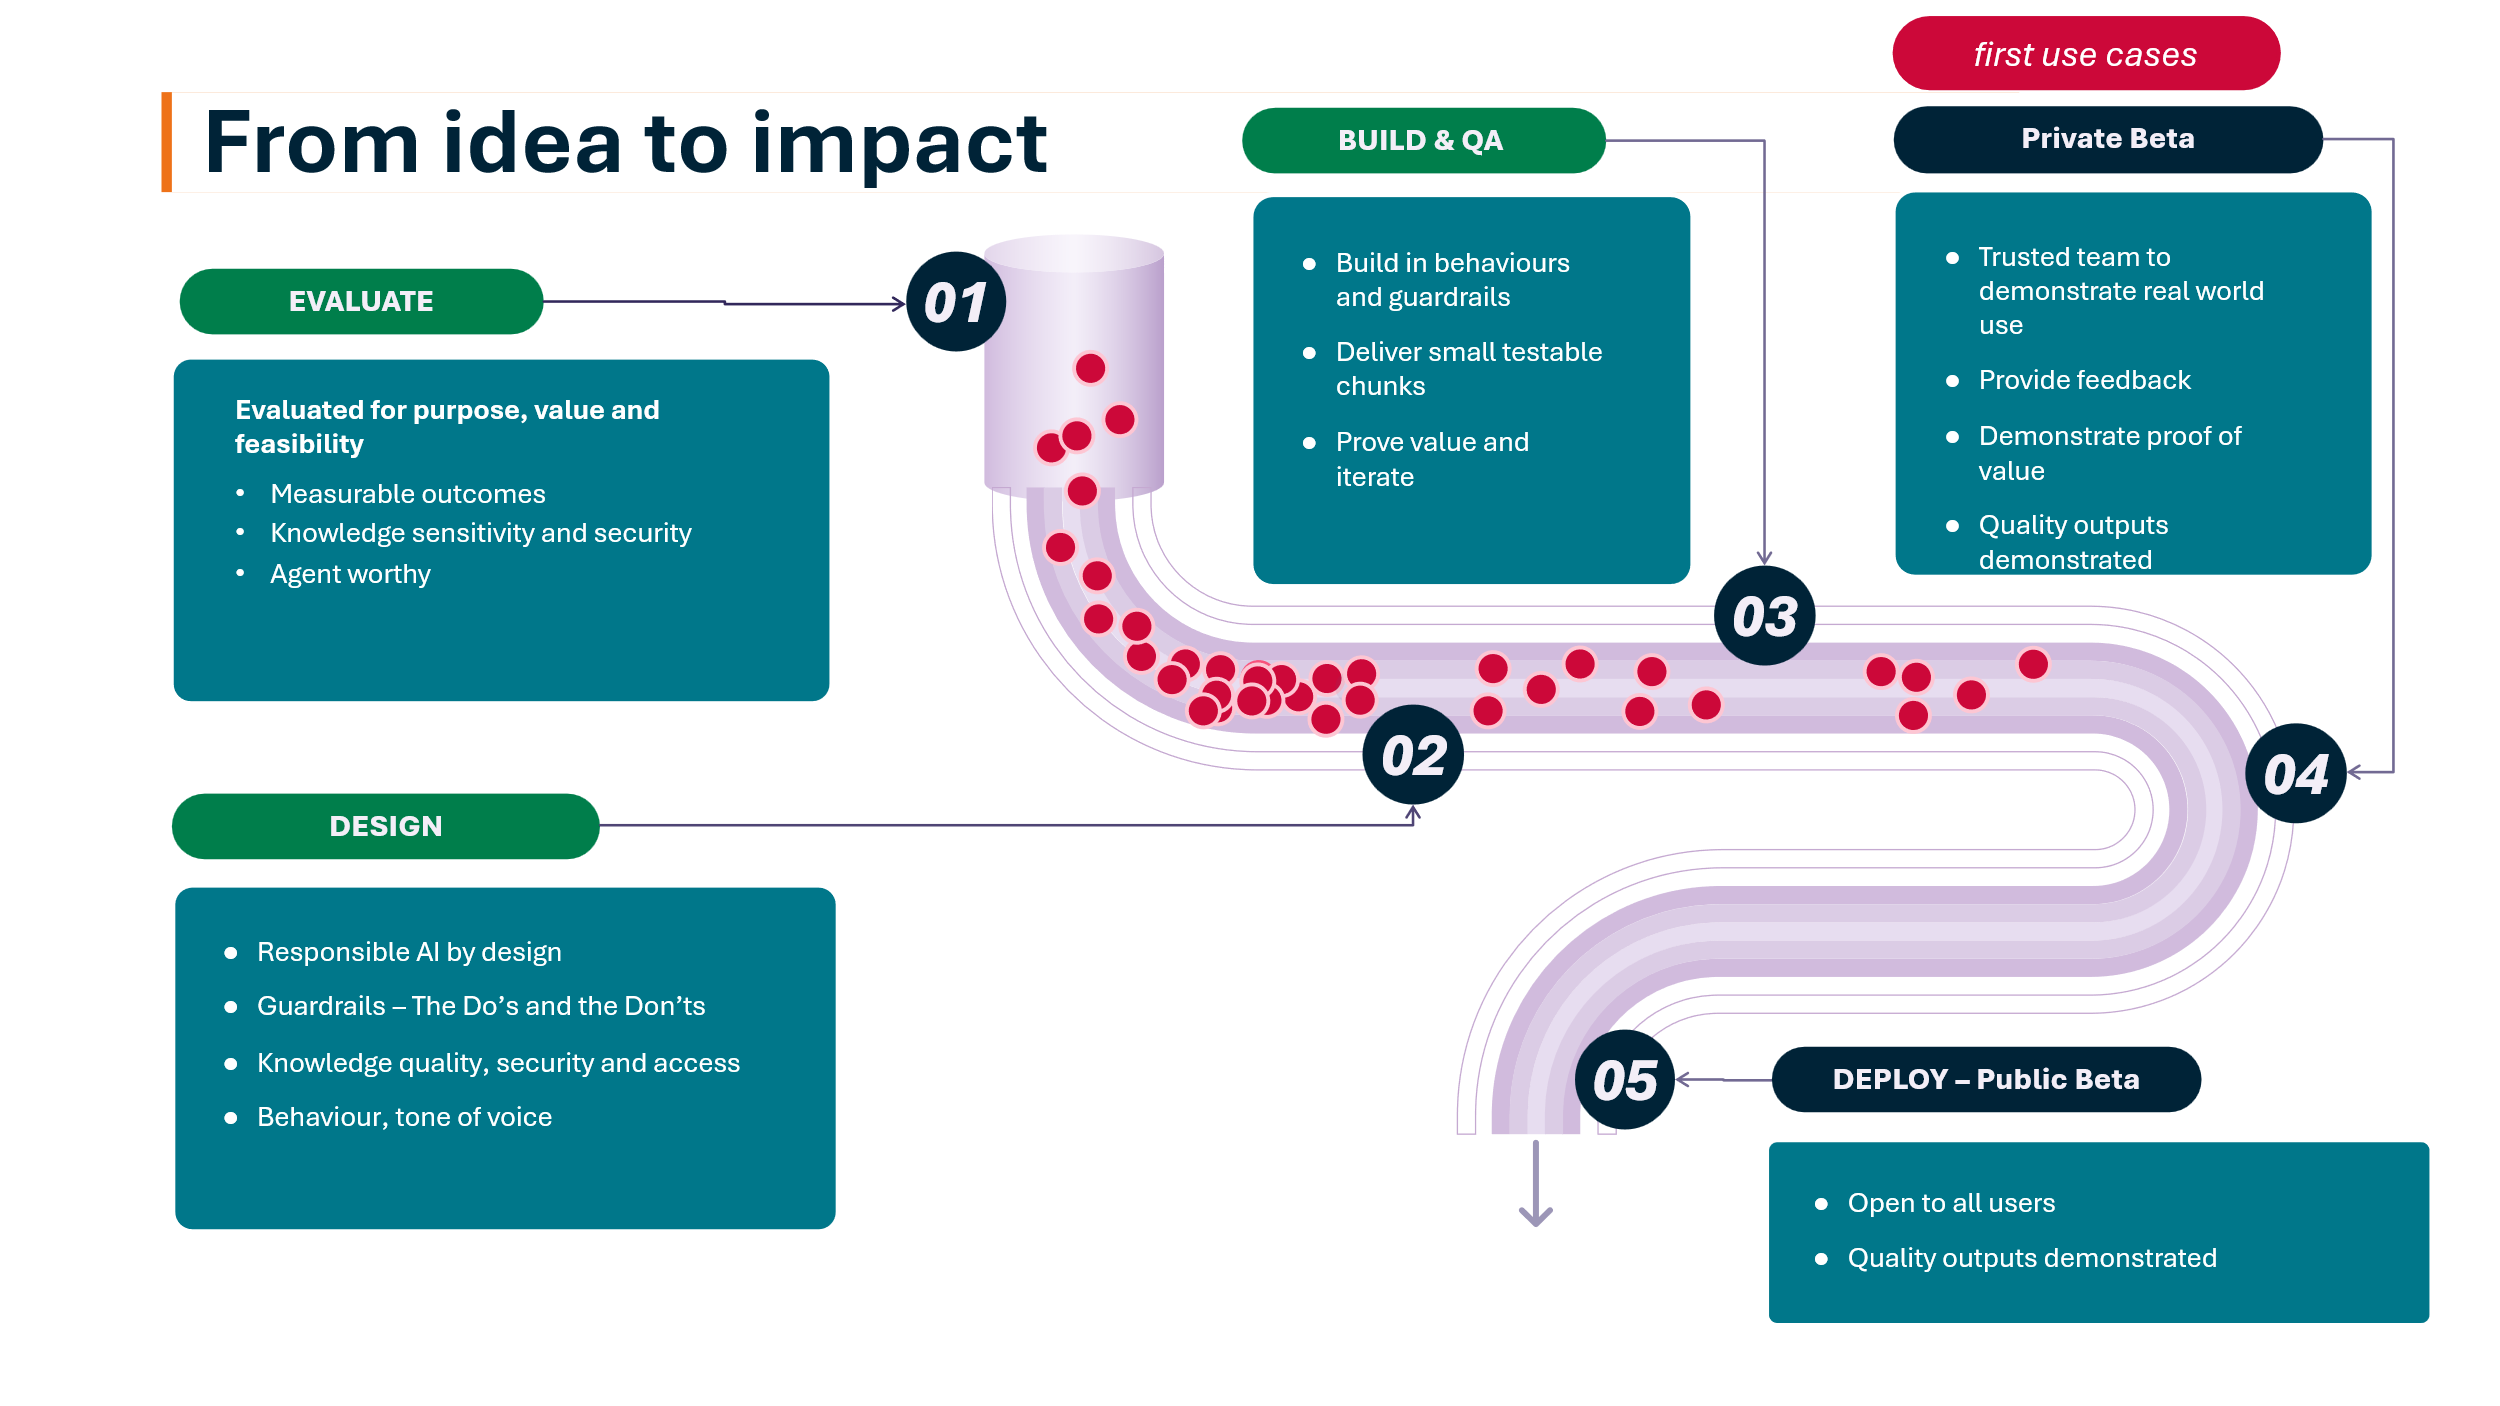 first use cases
From idea to impact
BUILD & QA
Private Beta
EVALUATE
01
Evaluated for purpose, value and
feasibility
• Measurable outcomes
• Knowledge sensitivity and security
• Agent worthy
● Build in behaviours
and guardrails
● Deliver small testable
chunks
● Prove value and
iterate
● Trusted team to
demonstrate real world
use
● Provide feedback
● Demonstrate proof of
value
● Quality outputs
demonstrated
03
02
04
DESIGN
● Responsible AI by design
● Guardrails – The Do’s and the Don’ts
● Knowledge quality, security and access
● Behaviour, tone of voice
05
DEPLOY – Public Beta
● Open to all users
● Quality outputs demonstrated